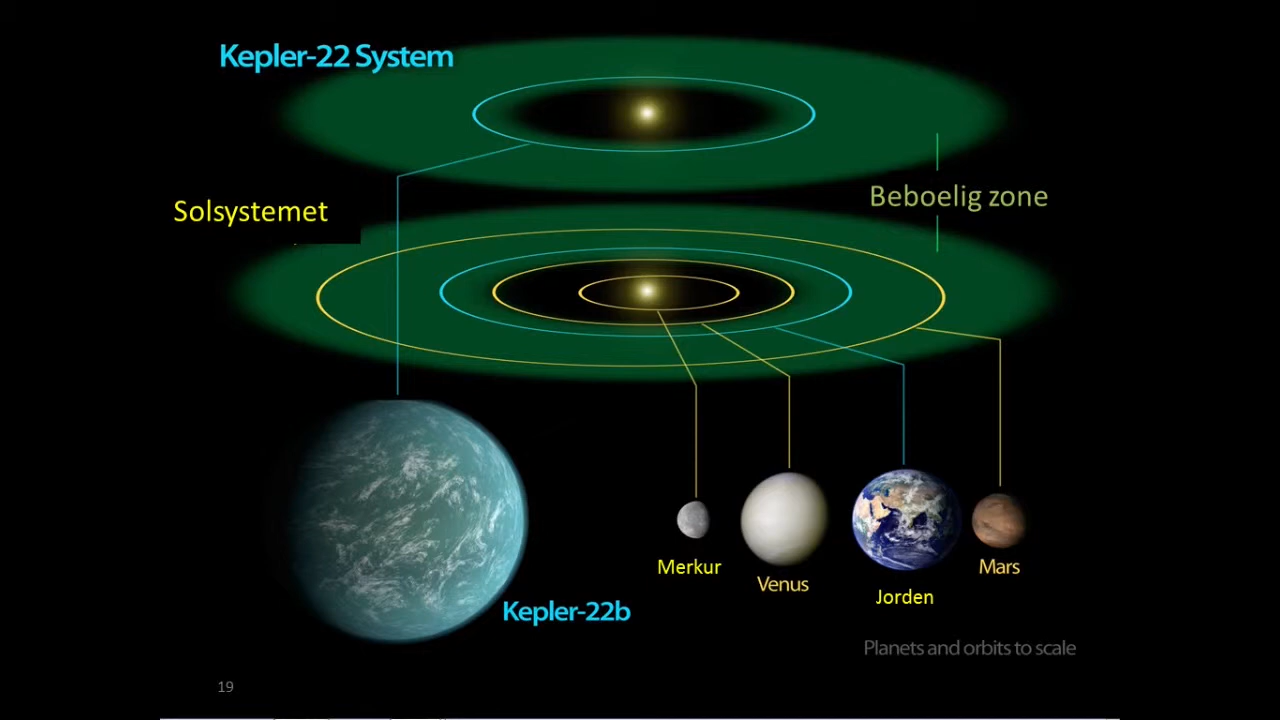 Kepler-22 System
Beboelig zone
Solsystemet
Merkur
Venus
Jorden
Mars
Kepler-22b
Planets and orbits to scale
19